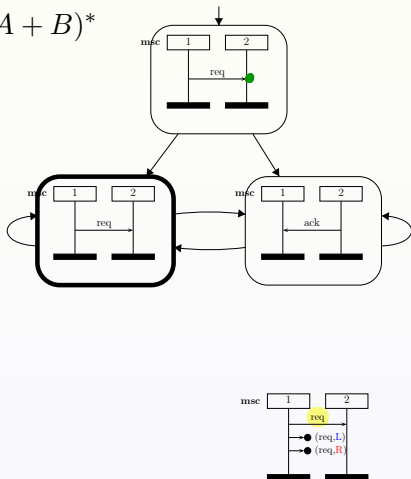 A + B)*
msc 1 2
req
msc 1 2
req
msc 1 2
ack
msc 1 2
req
(req,L)
(req,R)